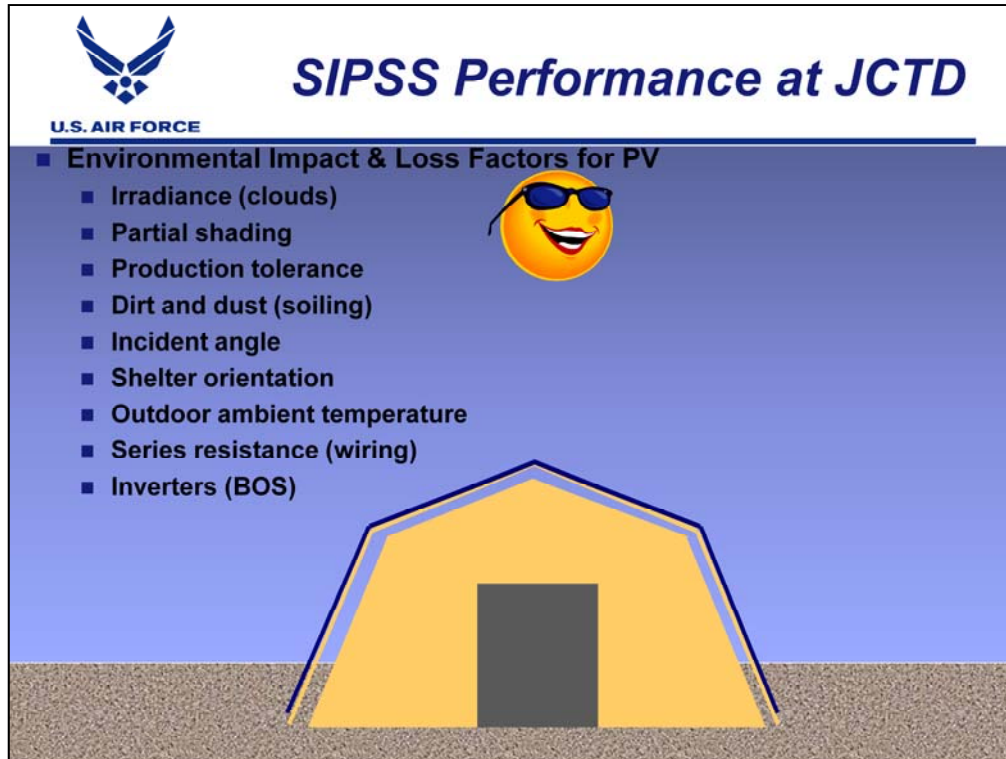 SIPSS Performance at JCTD
U.S. AIR FORCE
Environmental Impact & Loss Factors for PV
Irradiance (clouds)
Partial shading
Production tolerance
Dirt and dust (soiling)
Incident angle
Shelter orientation
Outdoor ambient temperature
Series resistance (wiring)
Inverters (BOS)